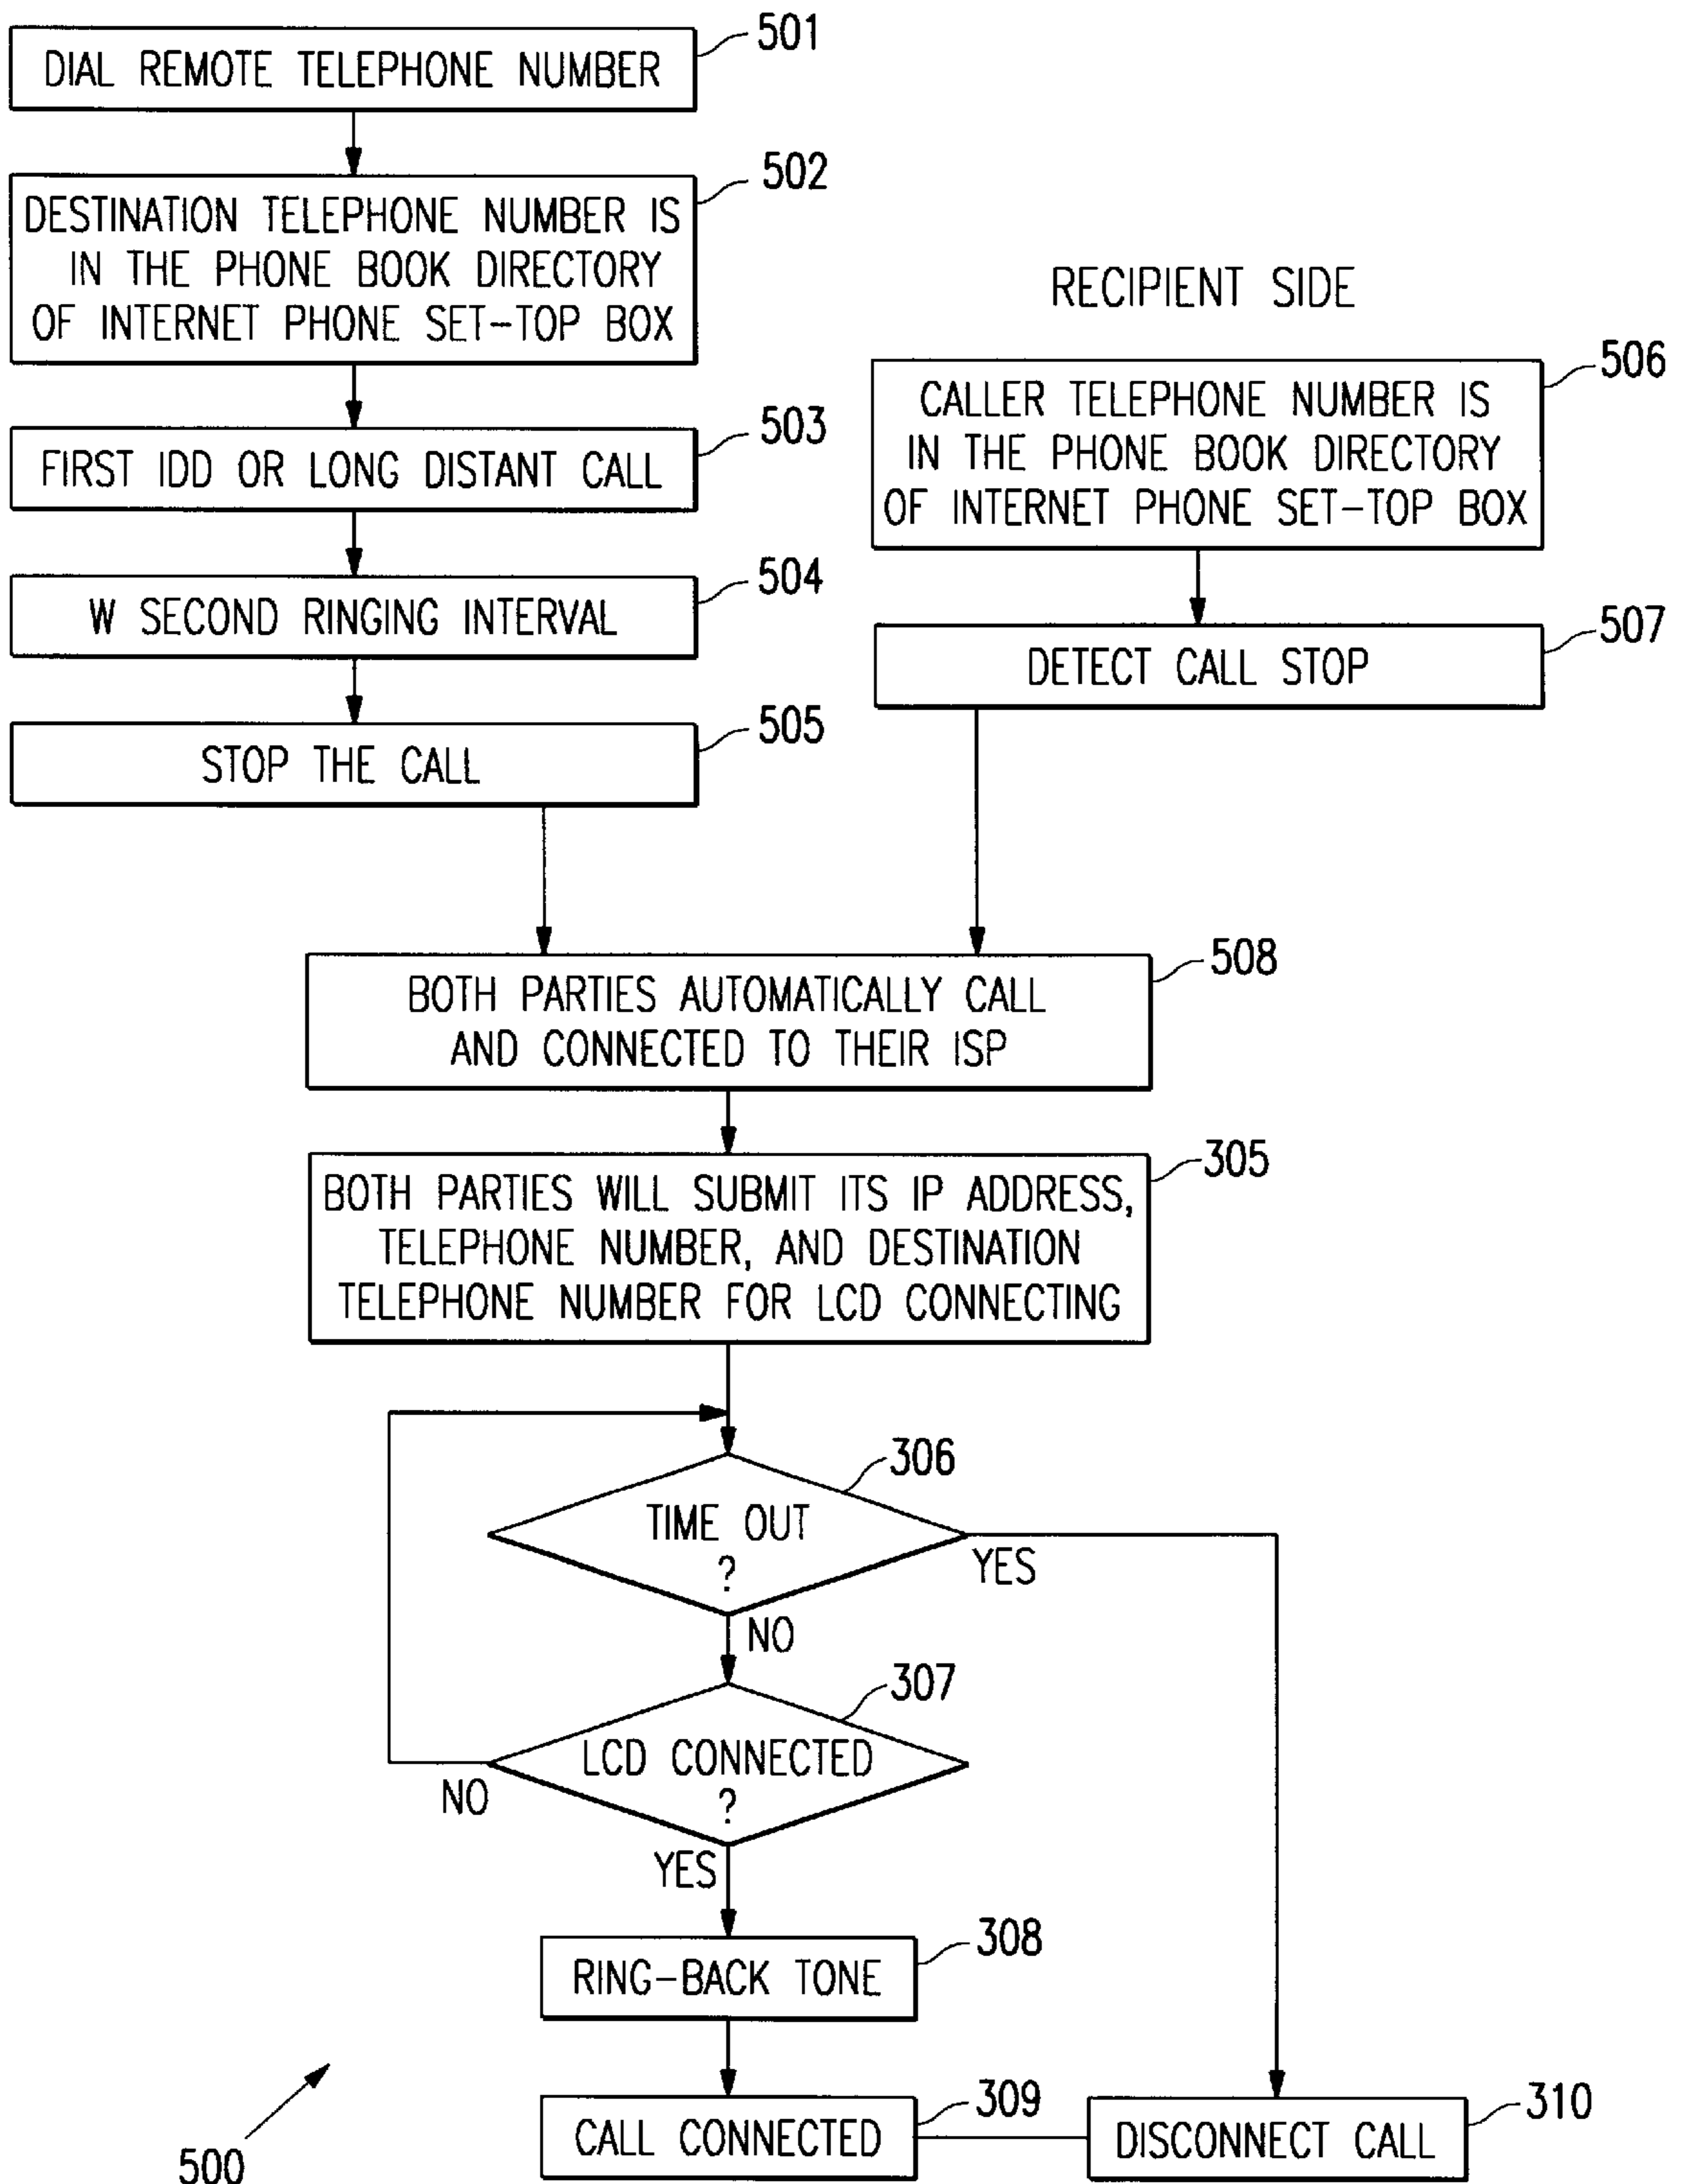 501
DIAL REMOTE TELEPHONE NUMBER
502
DESTINATION TELEPHONE NUMBER IS
IN THE PHONE BOOK DIRECTORY
OF INTERNET PHONE SET-TOP BOX
503
FIRST IDD OR LONG DISTANT CALL
504
W SECOND RINGING INTERVAL
505
STOP THE CALL
RECIPIENT SIDE
506
CALLER TELEPHONE NUMBER IS
IN THE PHONE BOOK DIRECTORY
OF INTERNET PHONE SET-TOP BOX
507
DETECT CALL STOP
508
BOTH PARTIES AUTOMATICALLY CALL
AND CONNECTED TO THEIR ISP
305
BOTH PARTIES WILL SUBMIT ITS IP ADDRESS,
TELEPHONE NUMBER, AND DESTINATION
TELEPHONE NUMBER FOR LCD CONNECTING
306
TIME OUT
?
YES
NO
307
LCD CONNECTED
?
NO
YES
308
RING-BACK TONE
309
CALL CONNECTED
310
DISCONNECT CALL
500